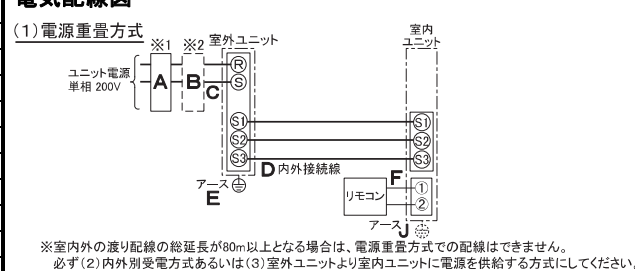 電気配線図
(1)電源重畳方式
※1 ※2 室外ユニット
室内
ユニット
ユニット電源
単相 200V
A
B
C
R
S
S1
S2
S3
S1
S2
S3
D 内外接続線
アース
E
リモコン
F
①
②
アース J
※室内外の渡り配線の総延長が80m以上となる場合は、電源重畳方式での配線はできません。
必ず(2)内外別受電方式あるいは(3)室外ユニットより室内ユニットに電源を供給する方式にしてください。